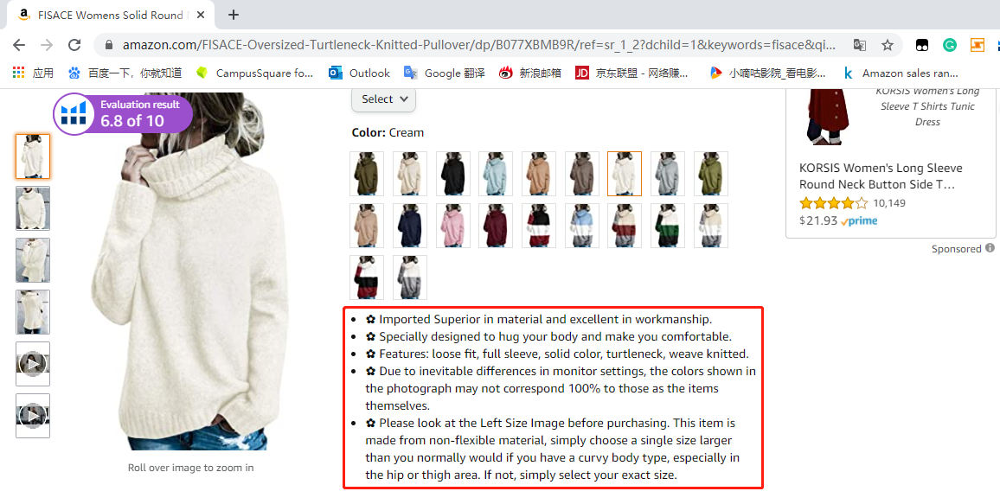 FISACE Womens Solid Round
amazon.com/FISACE-Oversized-Turtleneck-Knitted-Pullover/dp/B077XBMB9R/ref=sr_1_2?dchild=1&keywords=fisace&qi...
应用 百度一下，你就知道 CampusSquare fo... Outlook Google 翻译 新浪邮箱 JD 京东联盟 - 网络赚... 小嘀咕影院_看电影... k Amazon sales ran...
Evaluation result
6.8 of 10
Select
Color: Cream
✿ Imported Superior in material and excellent in workmanship.
✿ Specially designed to hug your body and make you comfortable.
✿ Features: loose fit, full sleeve, solid color, turtleneck, weave knitted.
✿ Due to inevitable differences in monitor settings, the colors shown in
the photograph may not correspond 100% to those as the items
themselves.
✿ Please look at the Left Size Image before purchasing. This item is
made from non-flexible material, simply choose a single size larger
than you normally would if you have a curvy body type, especially in
the hip or thigh area. If not, simply select your exact size.
Roll over image to zoom in
KORSIS Women's Long
Sleeve T Shirts Tunic
Dress
KORSIS Women's Long Sleeve
Round Neck Button Side T…
10,149
$21.93 prime
Sponsored